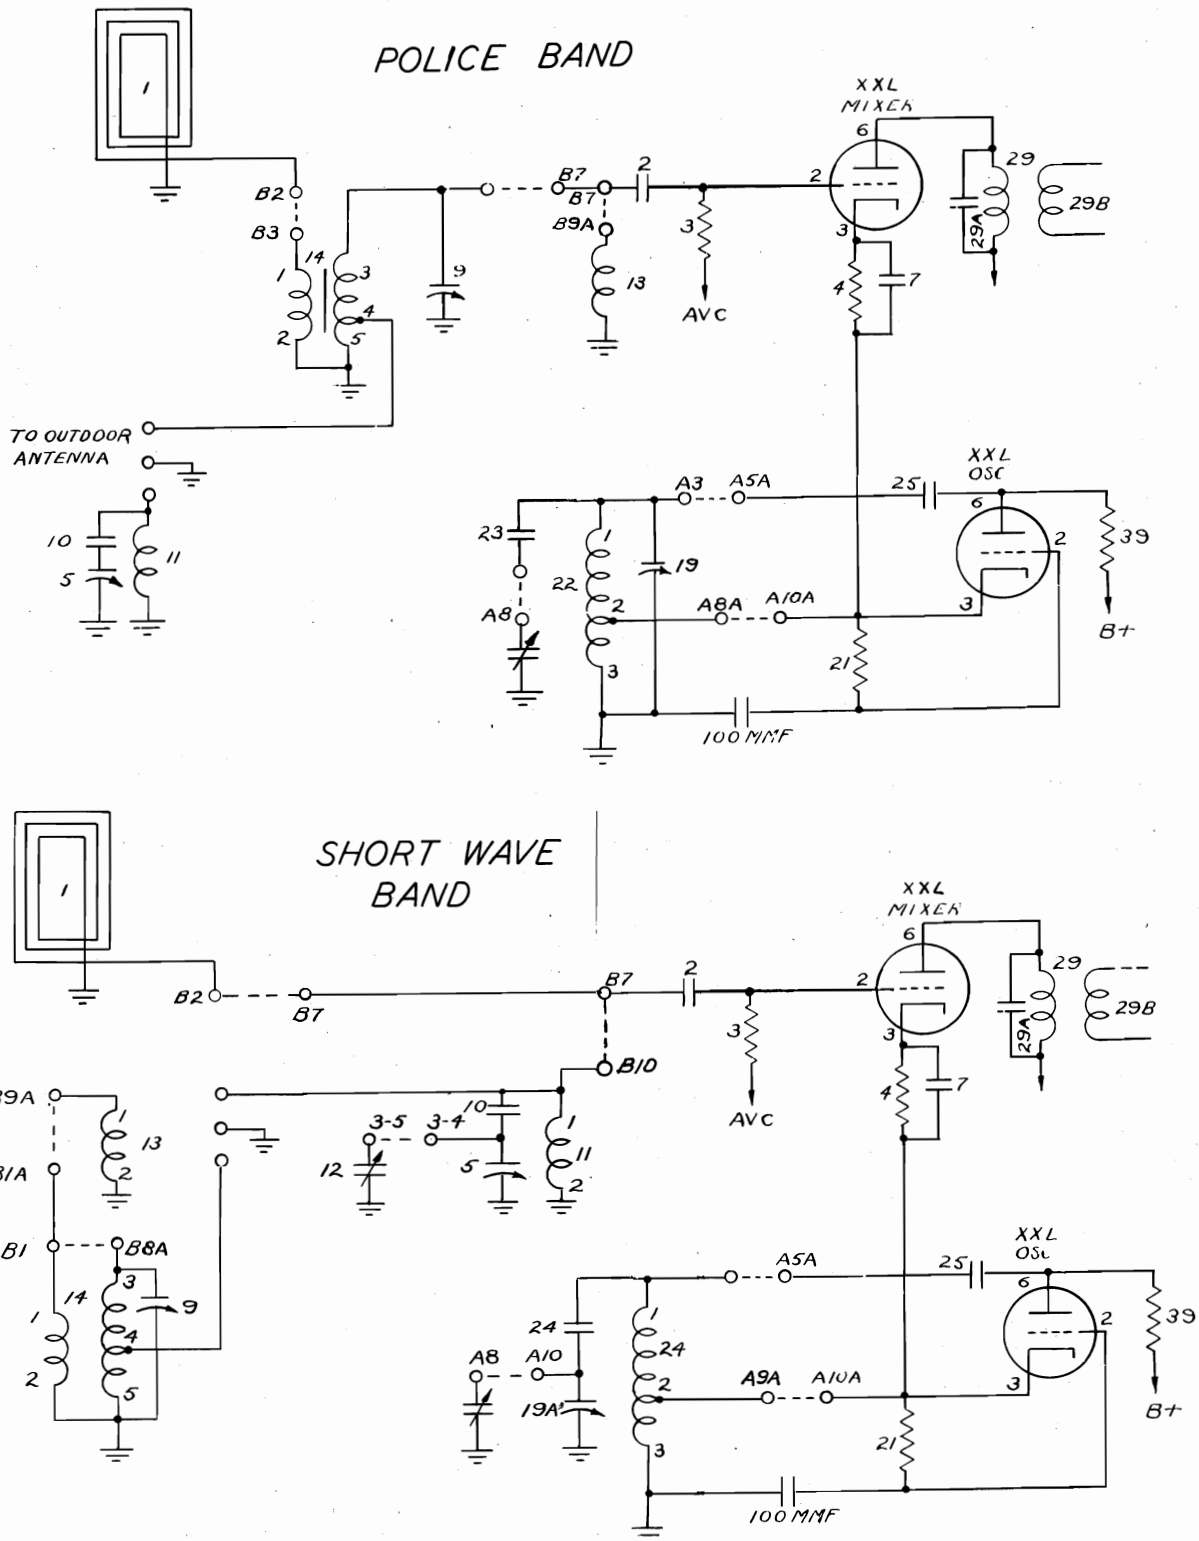 POLICE BAND
1
XXL
MIXER
6
B2
B3
B7
B7
B9A
2
2
3
AVC
3
4
7
29
29A
29B
14
1
2
3
4
5
9
13
TO OUTDOOR
ANTENNA
10
5
11
A3
A5A
25
XXL
OSC
6
2
3
39
B+
23
A8
22
1
2
3
19
A8A
A10A
21
100 MMF
SHORT WAVE
BAND
1
XXL
MIXER
6
B2
B7
B7
2
2
3
AVC
3
4
7
29
29A
29B
B10
B9A
1
13
2
B1A
B1
B8A
10
3-5
3-4
12
5
1
11
2
14
1
2
3
4
5
9
A5A
25
XXL
OSC
6
2
3
39
B+
24
A8
A10
19A
1
24
2
3
A9A
A10A
21
100 MMF